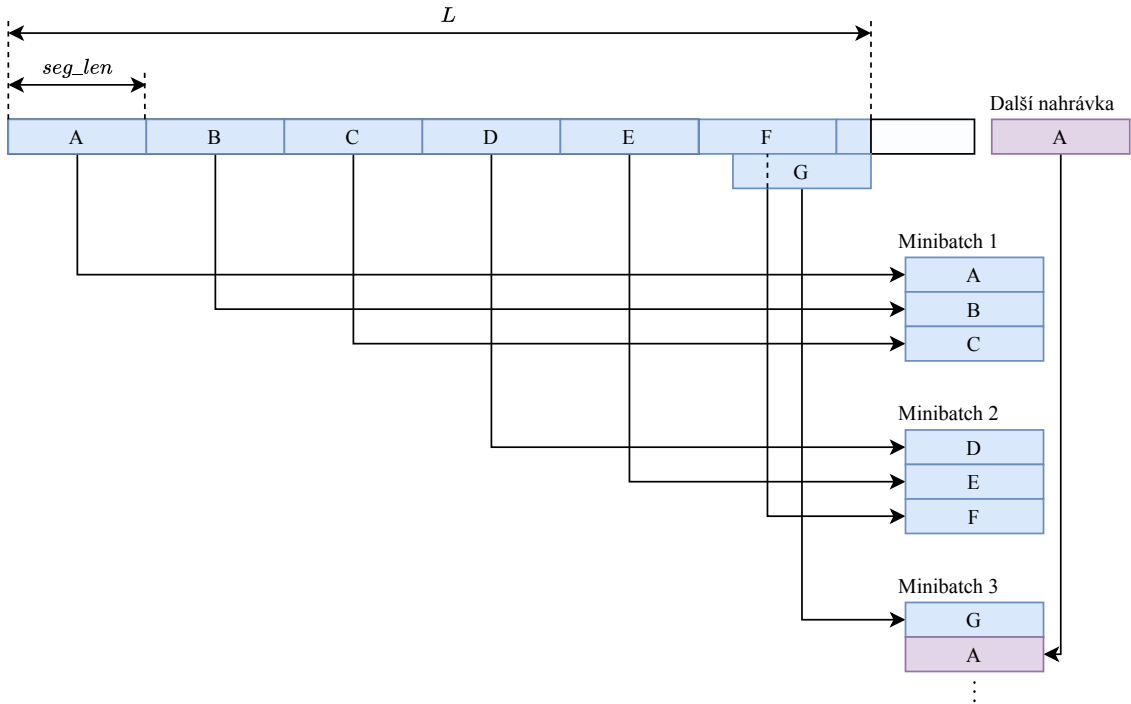 L
seg_len
Další nahrávka
A B C D E F A
G
Minibatch 1
A
B
C
Minibatch 2
D
E
F
Minibatch 3
G
A
⋮